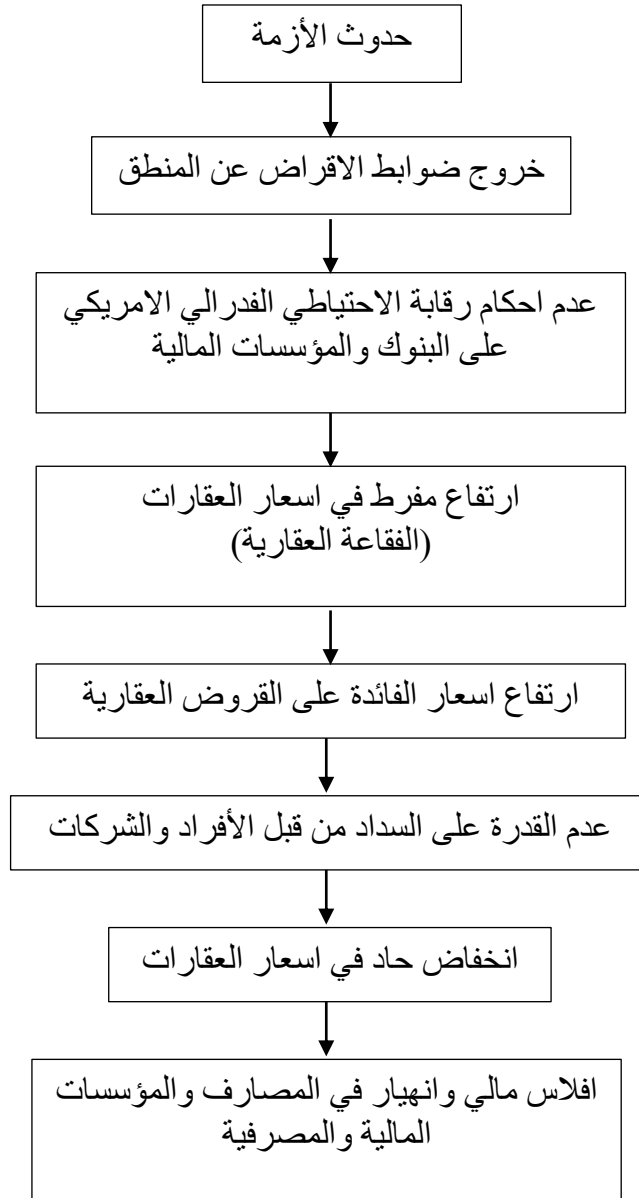 حدوث الأزمة
خروج ضوابط الاقراض عن المنطق
عدم احكام رقابة الاحتياطي الفدرالي الامريكي
على البنوك والمؤسسات المالية
ارتفاع مفرط في اسعار العقارات
(الفقاعة العقارية)
ارتفاع اسعار الفائدة على القروض العقارية
عدم القدرة على السداد من قبل الأفراد والشركات
انخفاض حاد في اسعار العقارات
افلاس مالي وانهيار في المصارف والمؤسسات
المالية والمصرفية